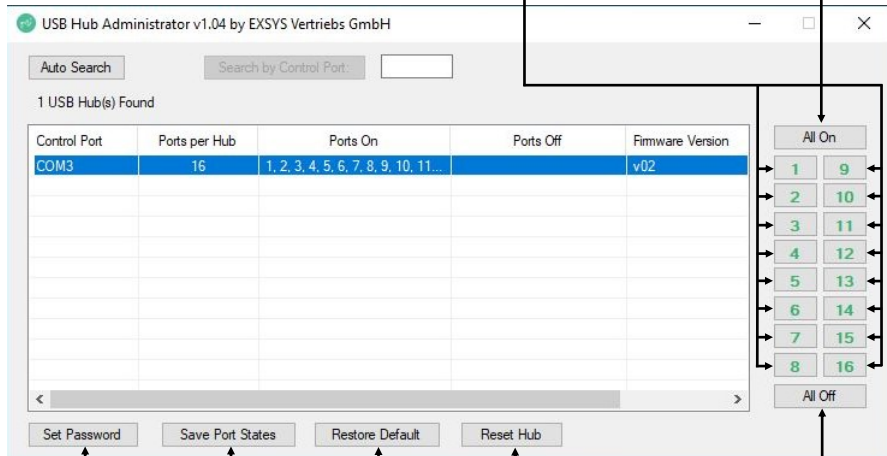 USB Hub Administrator v1.04 by EXSYS Vertriebs GmbH
Auto Search Search by Control Port:
1 USB Hub(s) Found
Control Port Ports per Hub Ports On Ports Off Firmware Version
COM3 16 1, 2, 3, 4, 5, 6, 7, 8, 9, 10, 11... v02
All On
1 9
2 10
3 11
4 12
5 13
6 14
7 15
8 16
All Off
Set Password Save Port States Restore Default Reset Hub